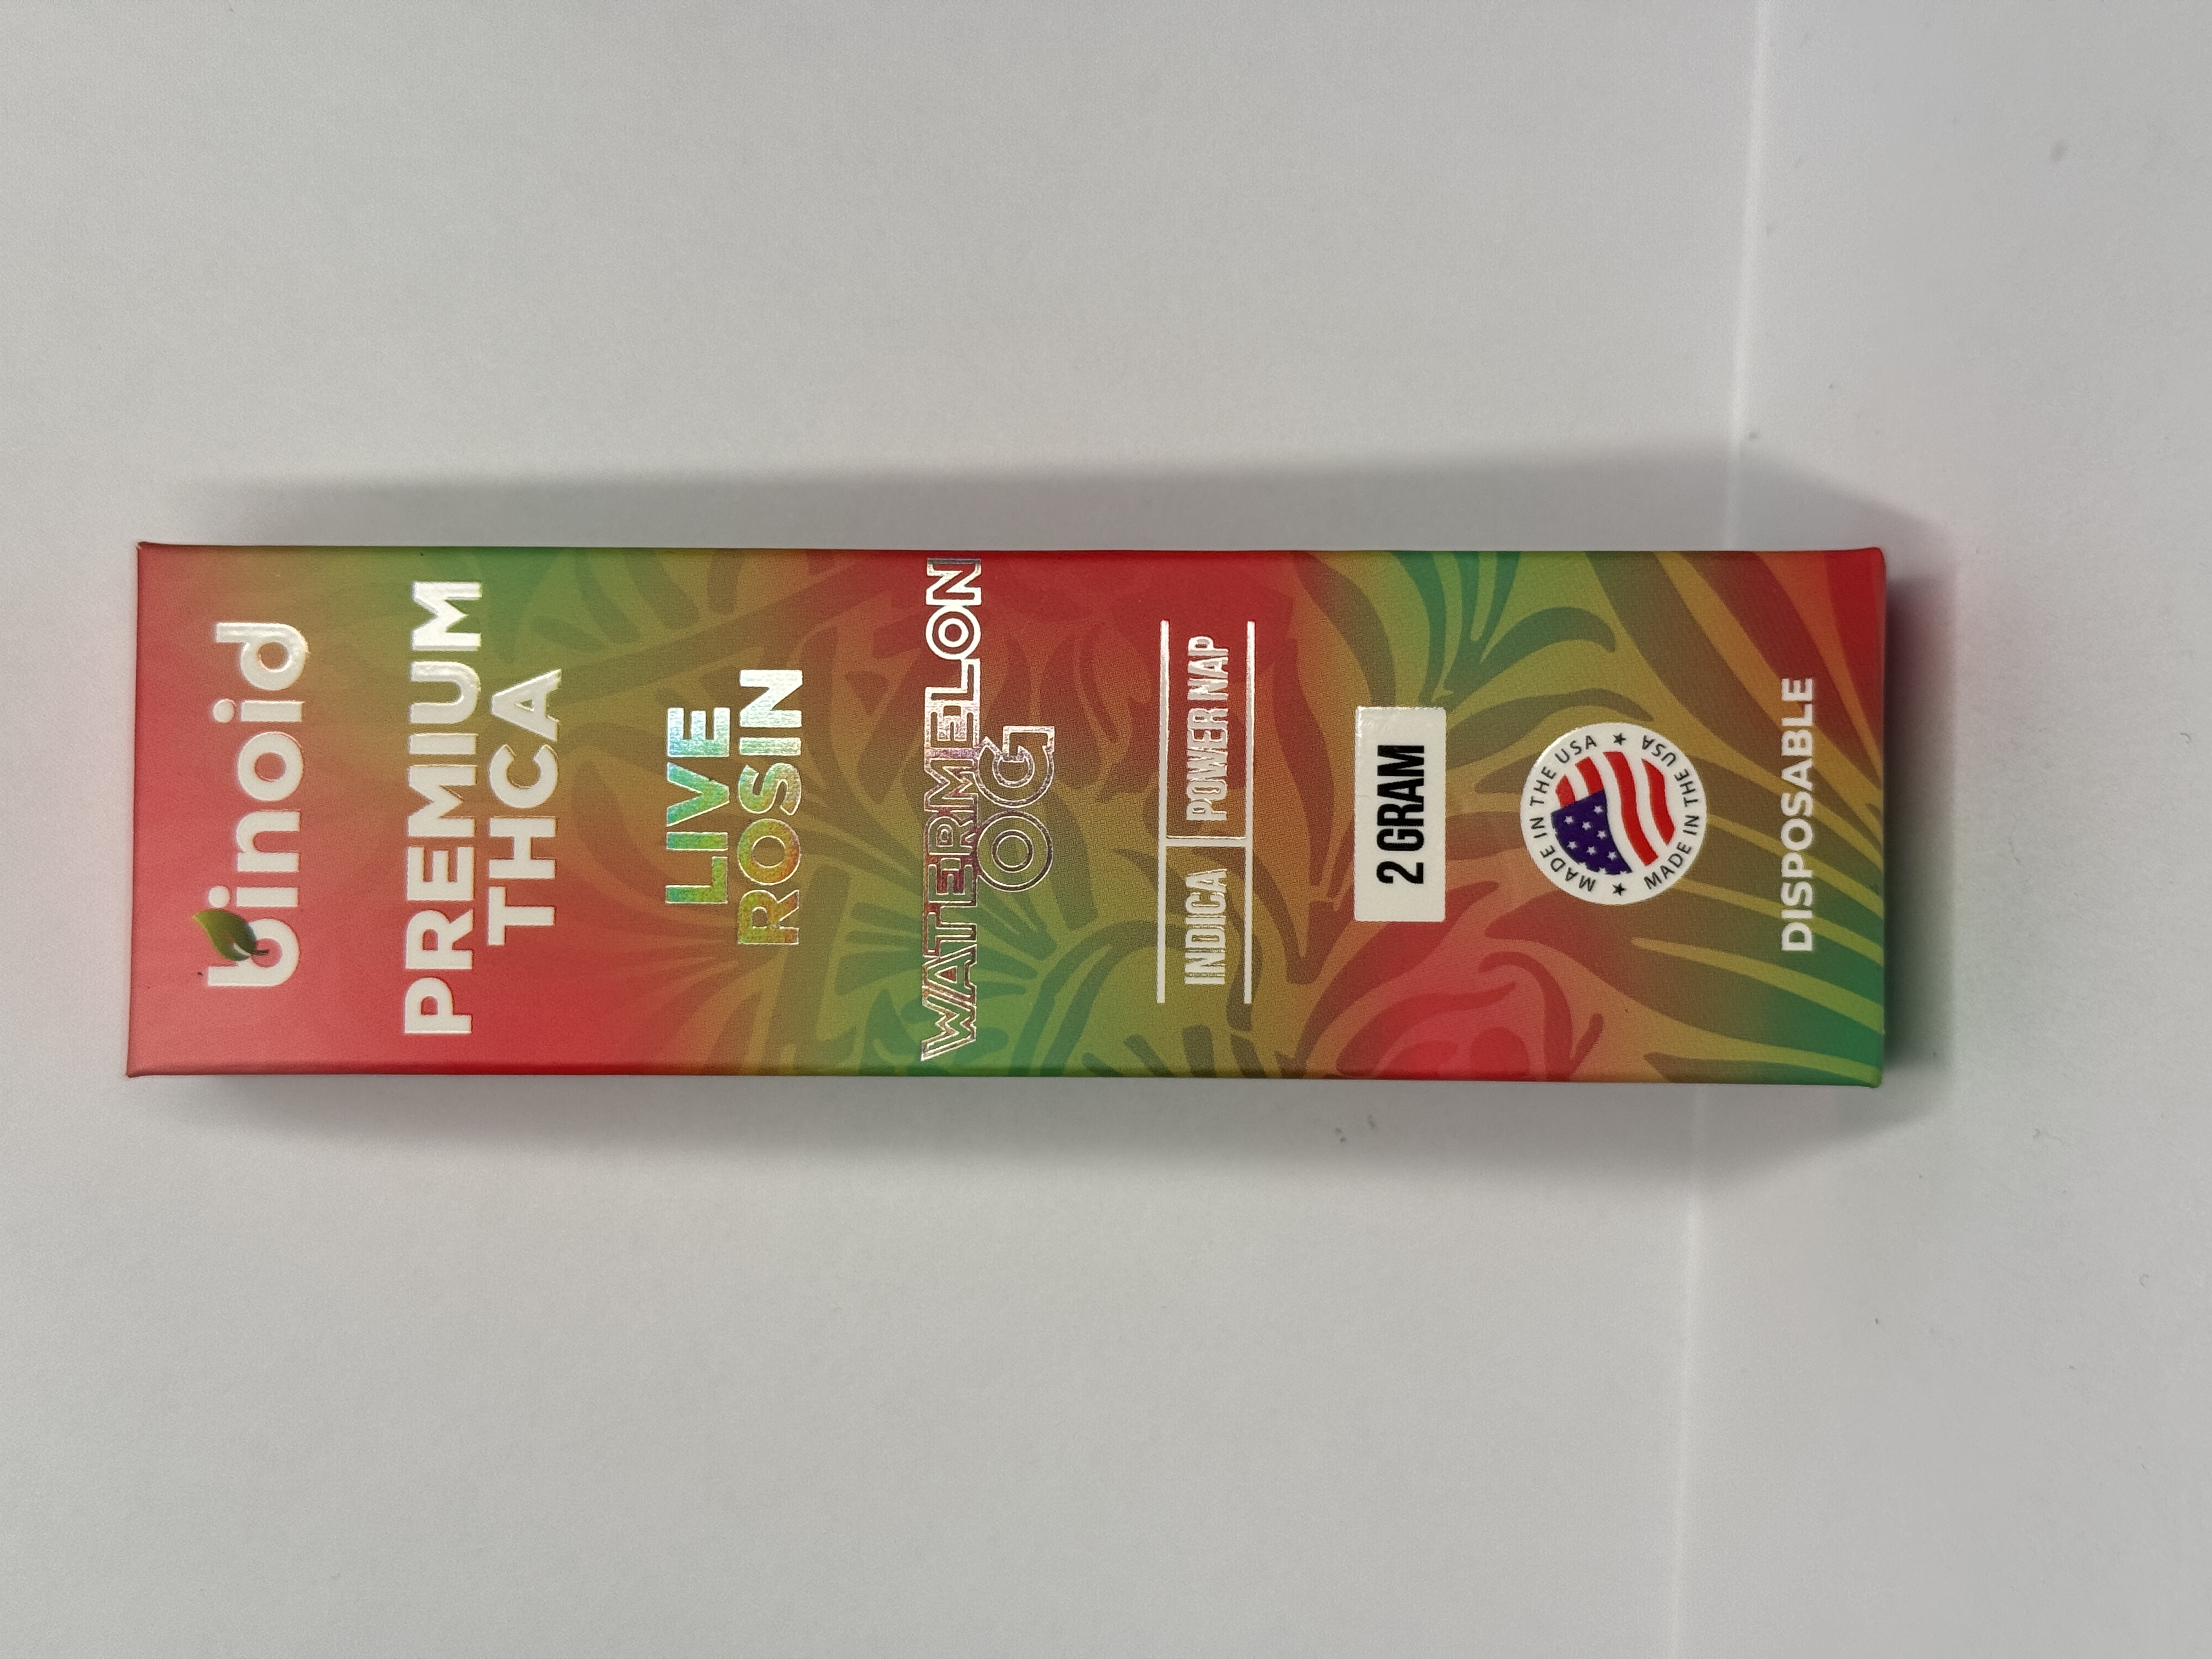 binoid
PREMIUM
THCA
LIVE
ROSIN
WATERMELON
OG
INDICA POWER NAP
2 GRAM
MADE IN THE USA ★ MADE IN THE USA ★
DISPOSABLE